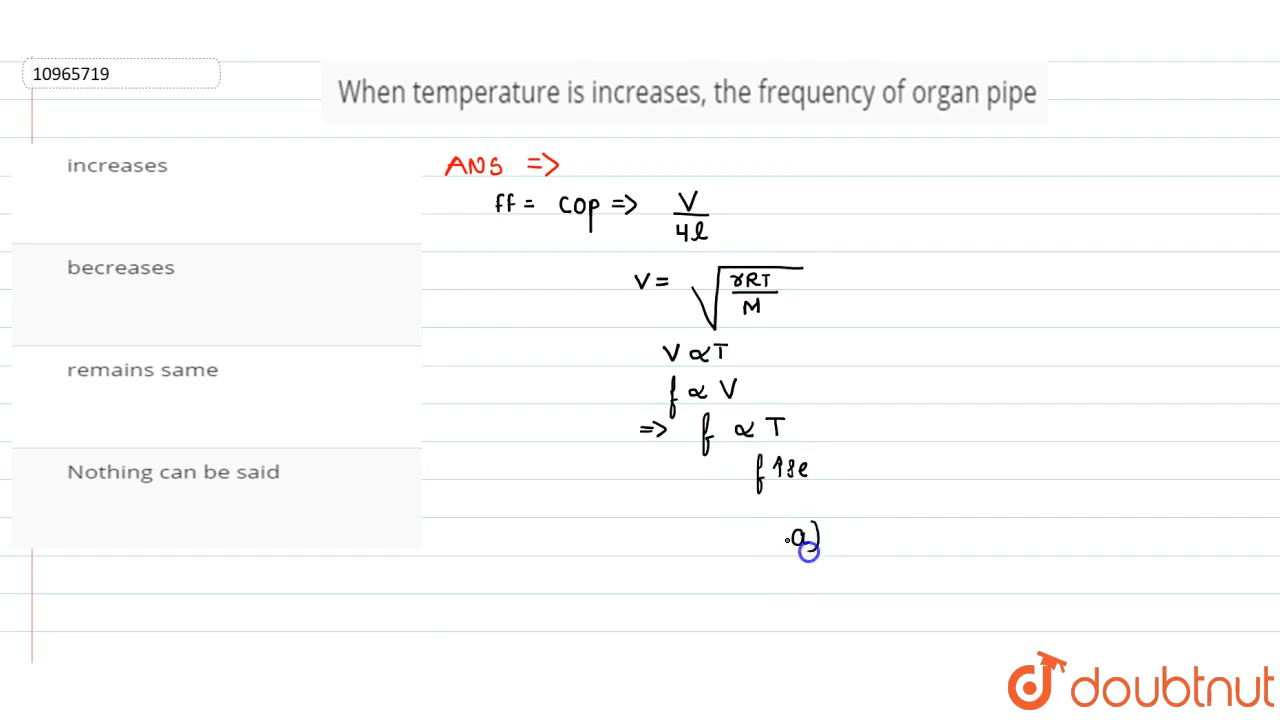 10965719
When temperature is increases, the frequency of organ pipe
increases
becreases
remains same
Nothing can be said
ANS =>
ff = COP => V/4l
V = √(γRT/M)
V ∝ T
f ∝ V
=> f ∝ T
f ↑se
.a)
doubtnut